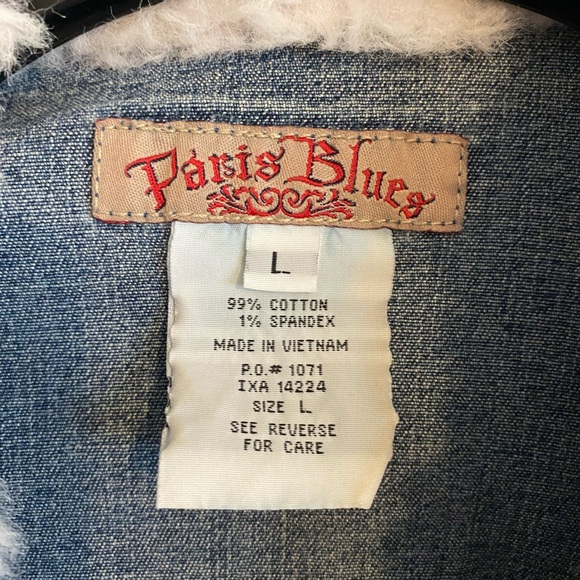 Paris Blues
L
99% COTTON
1% SPANDEX
MADE IN VIETNAM
P.O.# 1071
IXA 14224
SIZE L
SEE REVERSE
FOR CARE